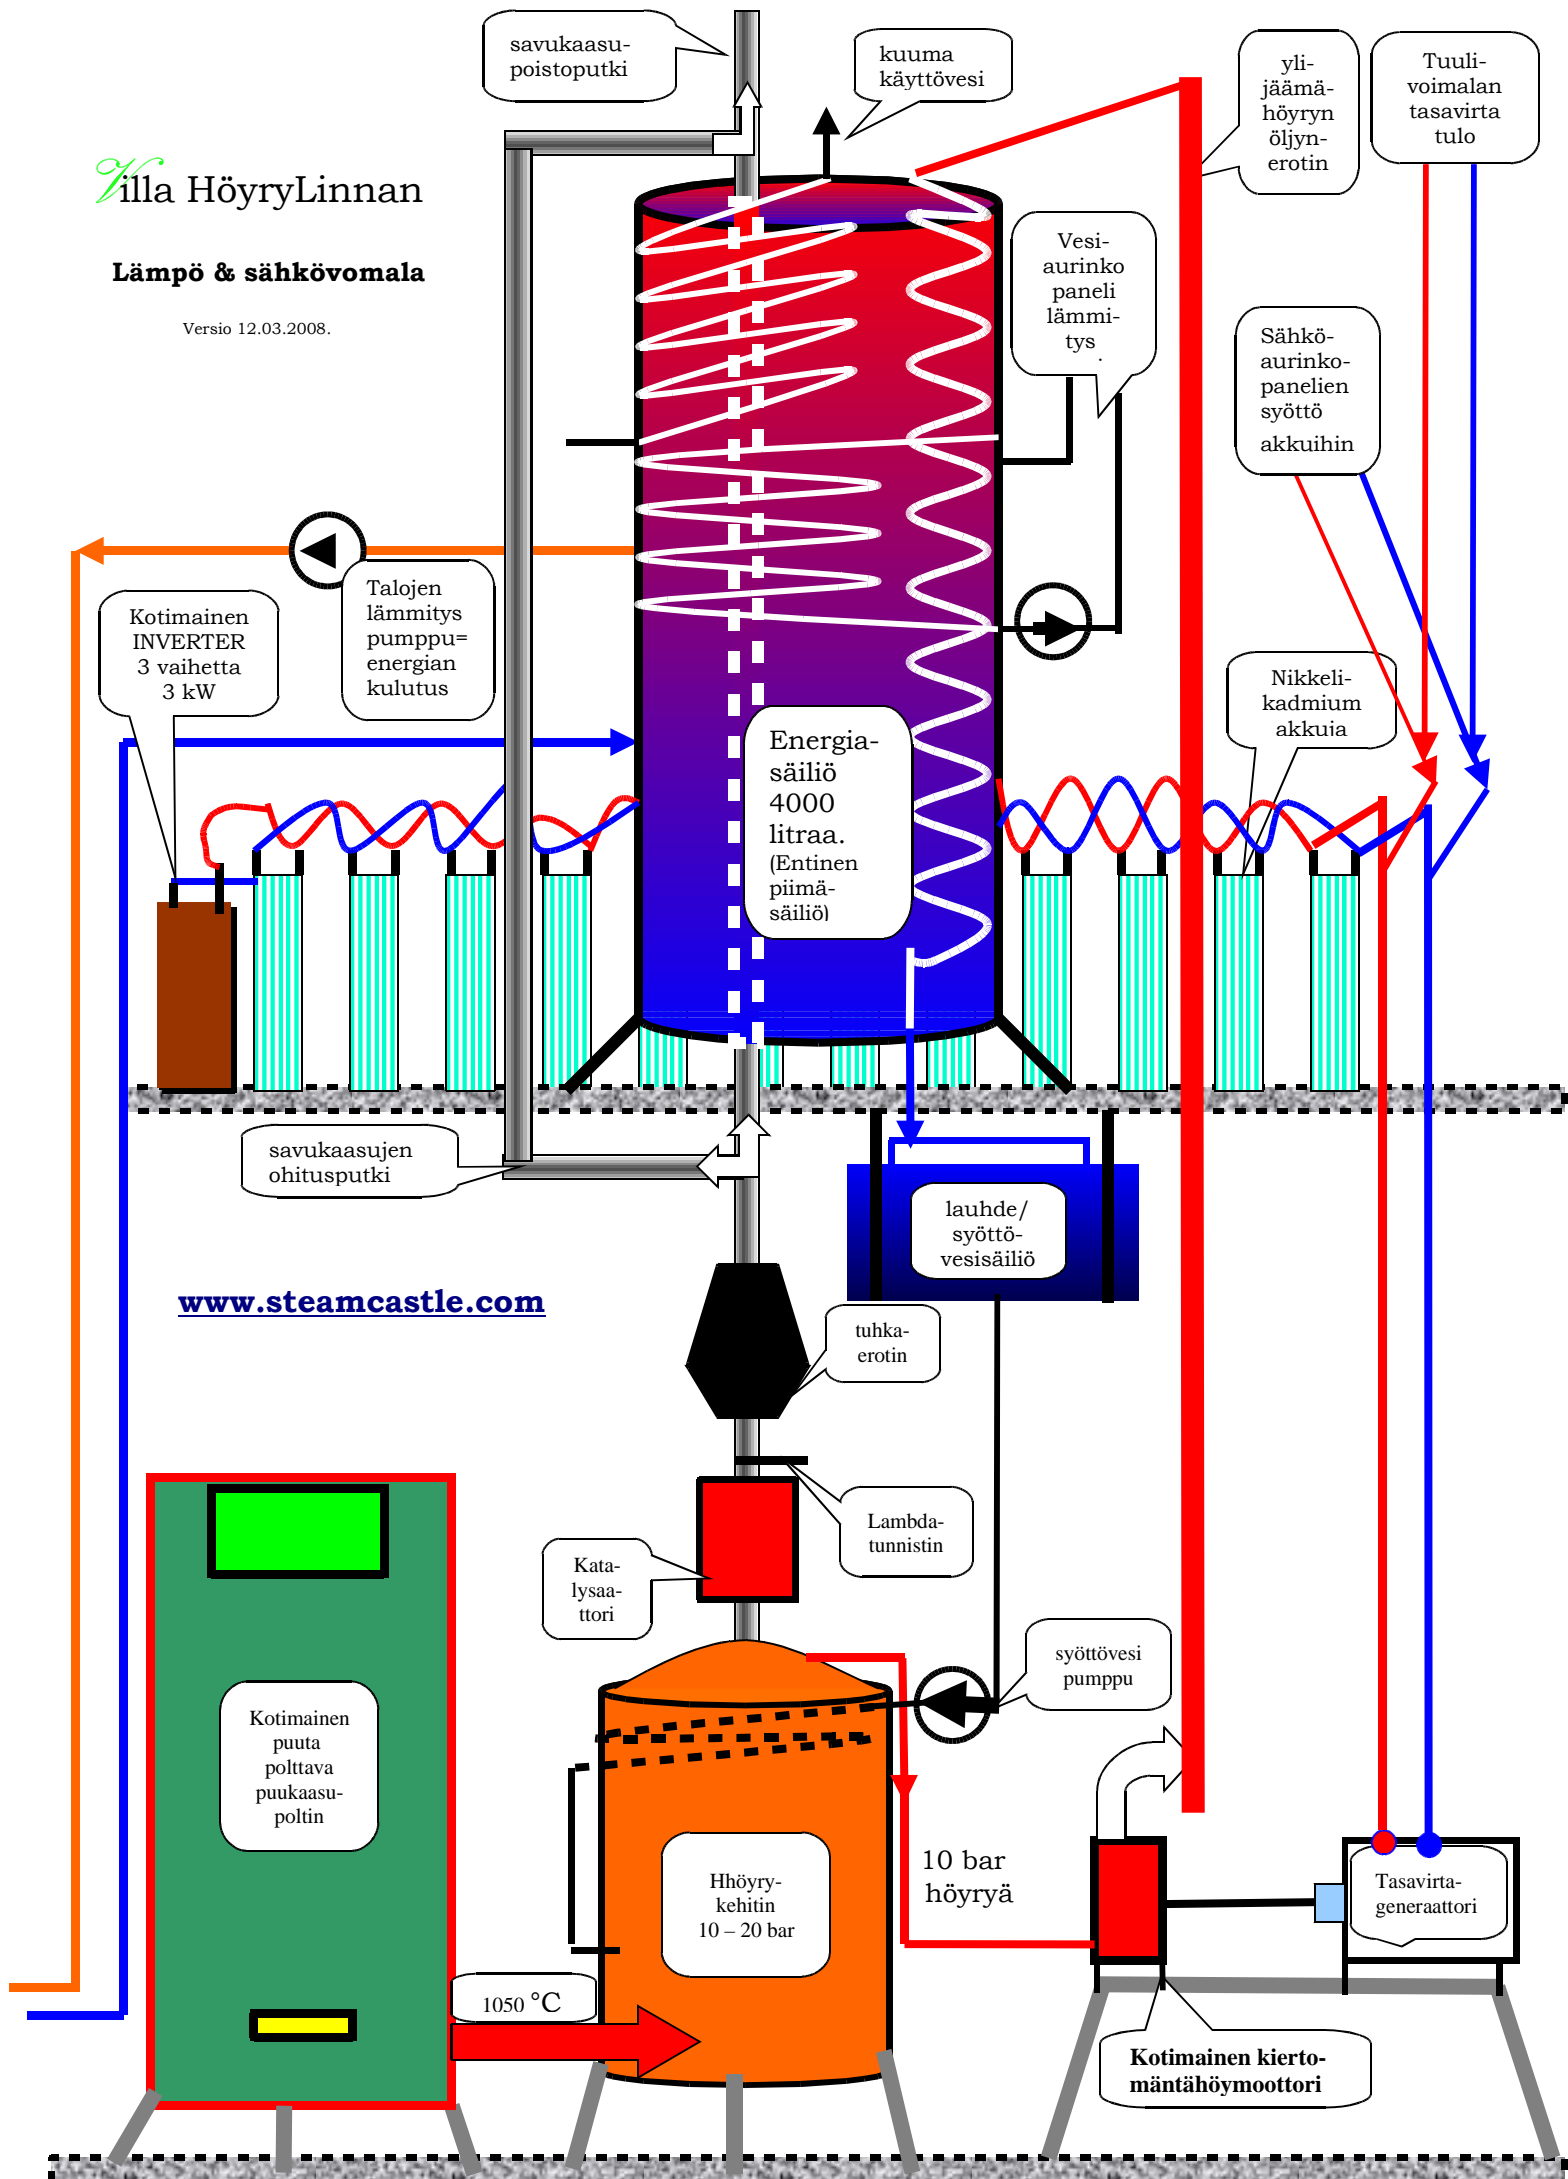 savukaasu-
poistoputki
kuuma
käyttövesi
yli-
jäämä-
höyryn
öljyn-
erotin
Tuuli-
voimalan
tasavirta
tulo
Villa HöyryLinnan
Lämpö & sähkövomala
Versio 12.03.2008.
Vesi-
aurinko
paneli
lämmi-
tys
Sähkö-
aurinko-
panelien
syöttö
akkuihin
Talojen
lämmitys
pumppu=
energian
kulutus
Kotimainen
INVERTER
3 vaihetta
3 kW
Nikkeli-
kadmium
akkuja
Energia-
säiliö
4000
litraa.
(Entinen
piimä-
säiliö)
savukaasujen
ohitusputki
lauhde/
syöttö-
vesisäiliö
www.steamcastle.com
tuhka-
erotin
Lambda-
tunnistin
Kata-
lysaa-
ttori
syöttövesi
pumppu
Kotimainen
puuta
polttava
puukaasu-
poltin
Hhöyry-
kehitin
10 – 20 bar
10 bar
höyryä
Tasavirta-
generaattori
1050 °C
Kotimainen kierto-
mäntähöymoottori